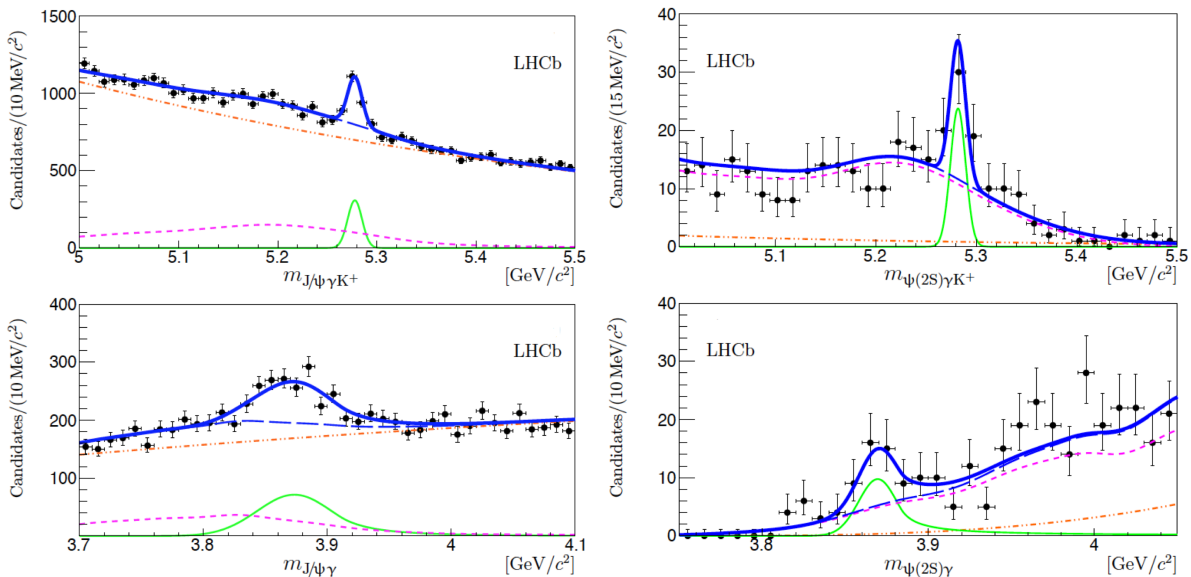 1500
1000
500
0
Candidates/(10 MeV/c²)
LHCb
5 5.1 5.2 5.3 5.4 5.5
m_J/ψγK⁺ [GeV/c²]
40
30
20
10
0
Candidates/(15 MeV/c²)
LHCb
5.1 5.2 5.3 5.4 5.5
m_ψ(2S)γK⁺ [GeV/c²]
400
300
200
100
Candidates/(10 MeV/c²)
LHCb
3.7 3.8 3.9 4 4.1
m_J/ψγ [GeV/c²]
40
30
20
10
0
Candidates/(10 MeV/c²)
LHCb
3.8 3.9 4
m_ψ(2S)γ [GeV/c²]